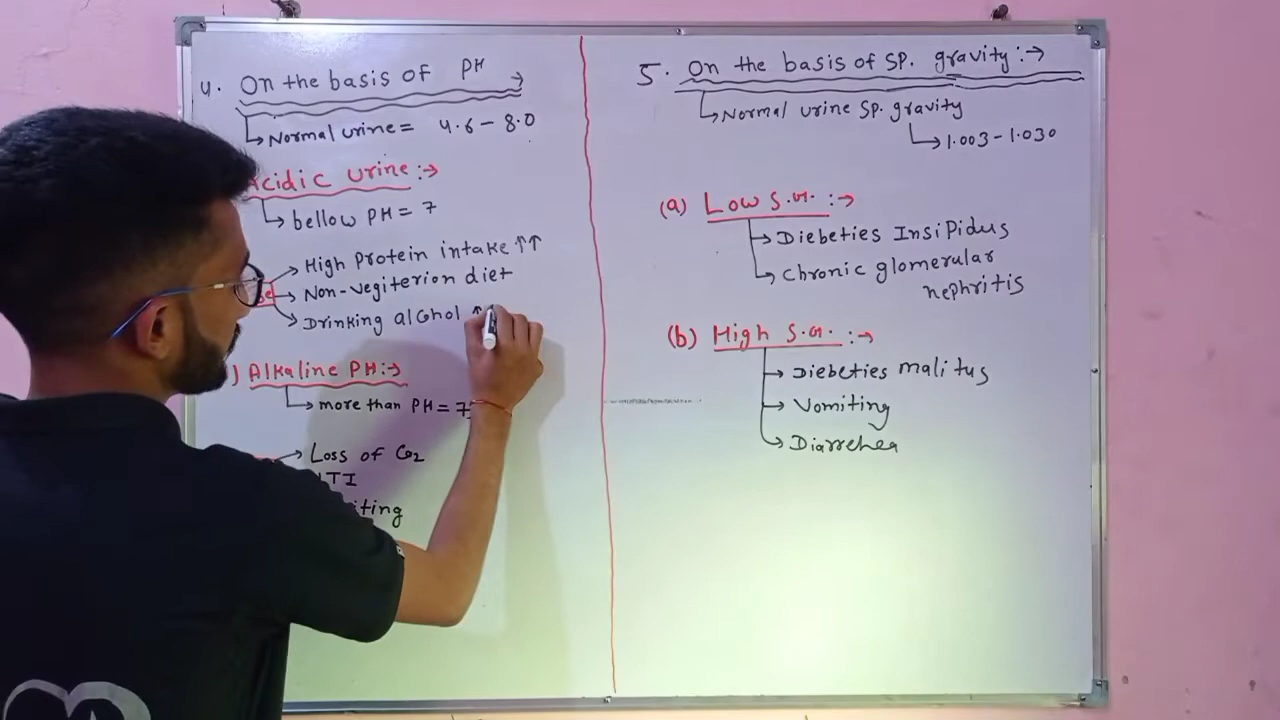 4. On the basis of PH →
Normal urine = 4.6 - 8.0
Acidic urine :→
bellow PH = 7
High Protein intake ↑↑
Non-vegiterion diet
Drinking alcohol ↑
) Alkaline PH:→
more than PH = 7
Loss of CO2
UTI
5. On the basis of SP. gravity :→
Normal urine SP. gravity
1.003 - 1.030
(a) Low S.G. :→
Diebeties Insipidus
Chronic glomerular
nephritis
(b) High S.G. :→
Diebeties malitus
Vomiting
Diarrehea